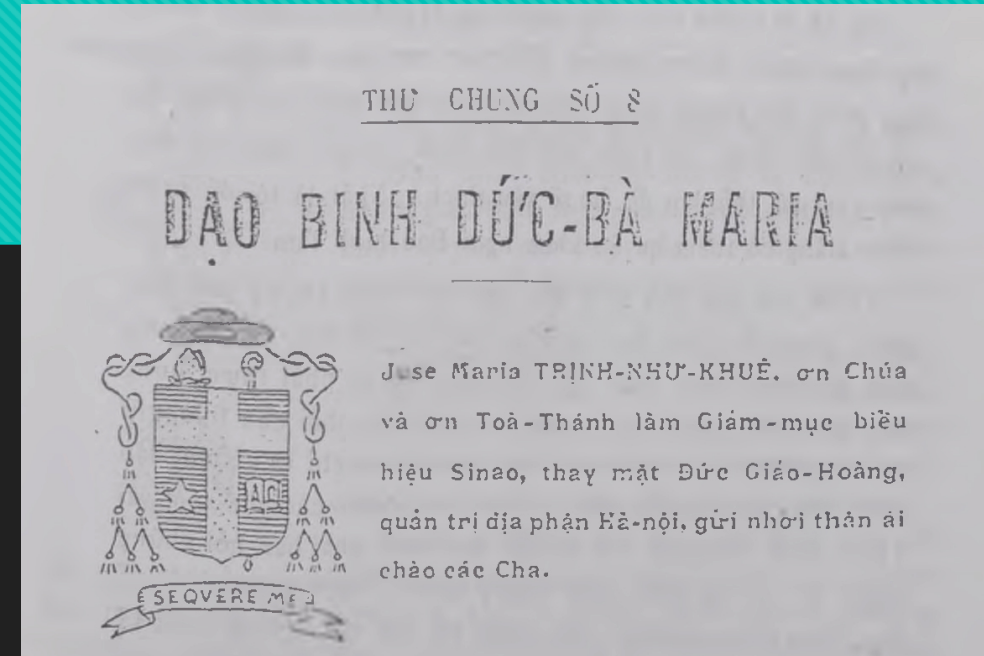 THƯ CHUNG SỐ 8
ĐẠO BINH ĐỨC-BÀ MARIA
Jose Maria TRỊNH-NHƯ-KHUÊ, ơn Chúa
và ơn Toà-Thánh làm Giám-mục biểu
hiệu Sinao, thay mặt Đức Giáo-Hoàng,
quản trị địa phận Hà-nội, gửi nhời thân ái
chào các Cha.
SEQVERE ME